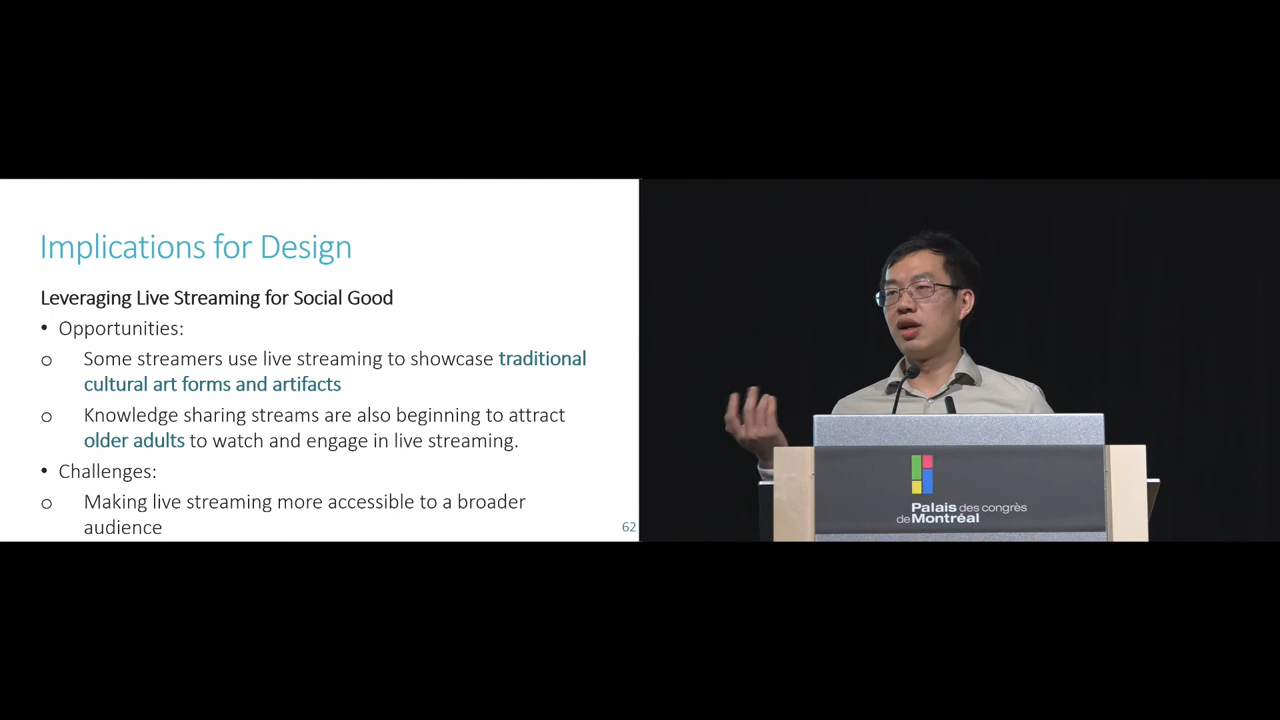 Implications for Design
Leveraging Live Streaming for Social Good
• Opportunities:
o Some streamers use live streaming to showcase traditional
cultural art forms and artifacts
o Knowledge sharing streams are also beginning to attract
older adults to watch and engage in live streaming.
• Challenges:
o Making live streaming more accessible to a broader
audience
62
Palais des congrès
de Montréal